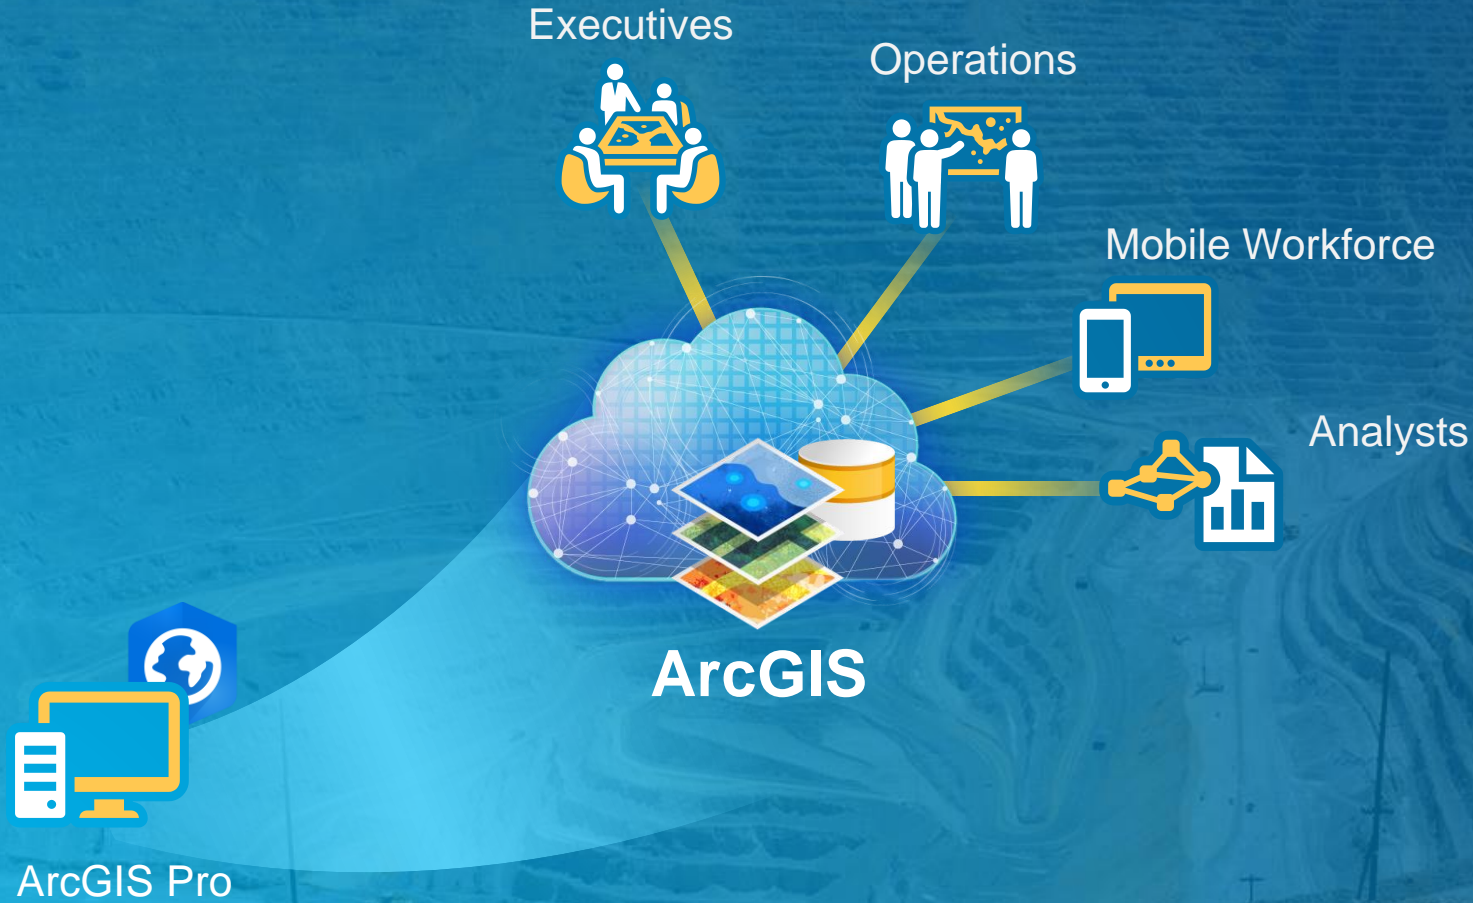 Executives
Operations
Mobile Workforce
Analysts
ArcGIS
ArcGIS Pro